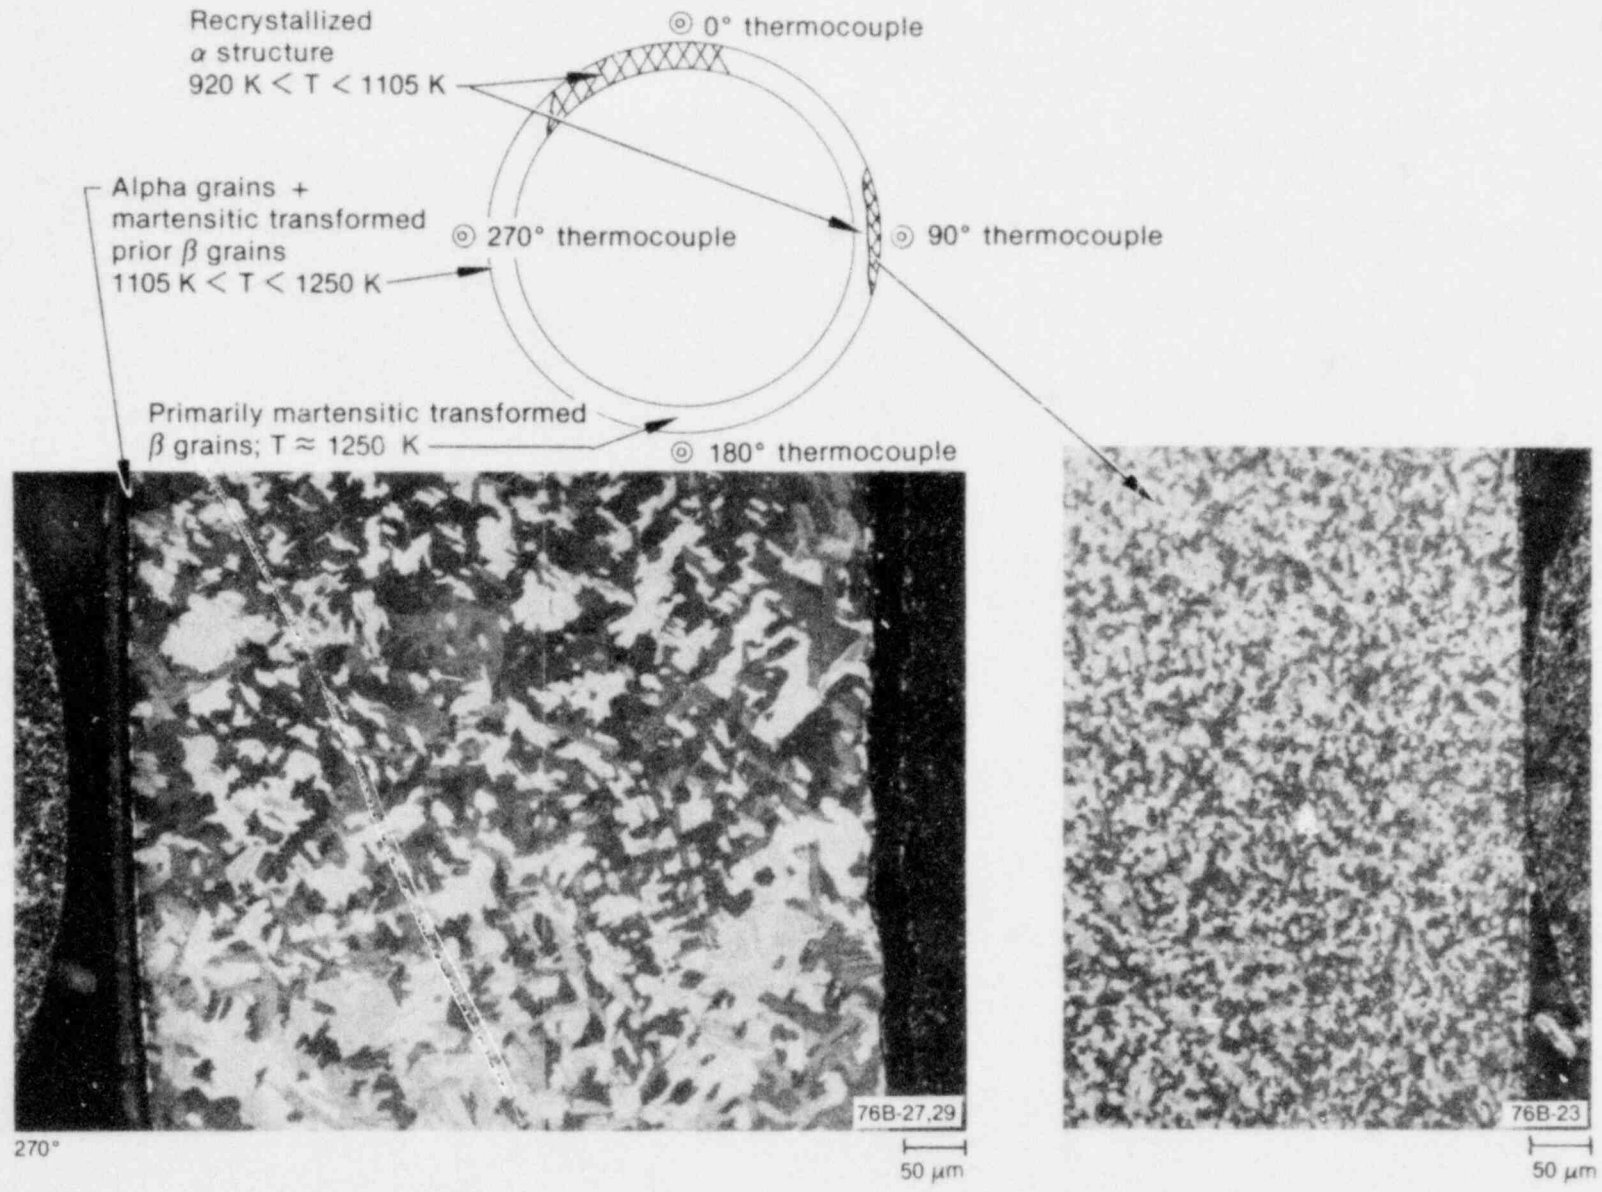 Recrystallized
α structure
920 K < T < 1105 K
0° thermocouple
Alpha grains +
martensitic transformed
prior β grains
1105 K < T < 1250 K
270° thermocouple
90° thermocouple
Primarily martensitic transformed
β grains; T ≈ 1250 K
180° thermocouple
76B-27,29
76B-23
270°
50 μm
50 μm